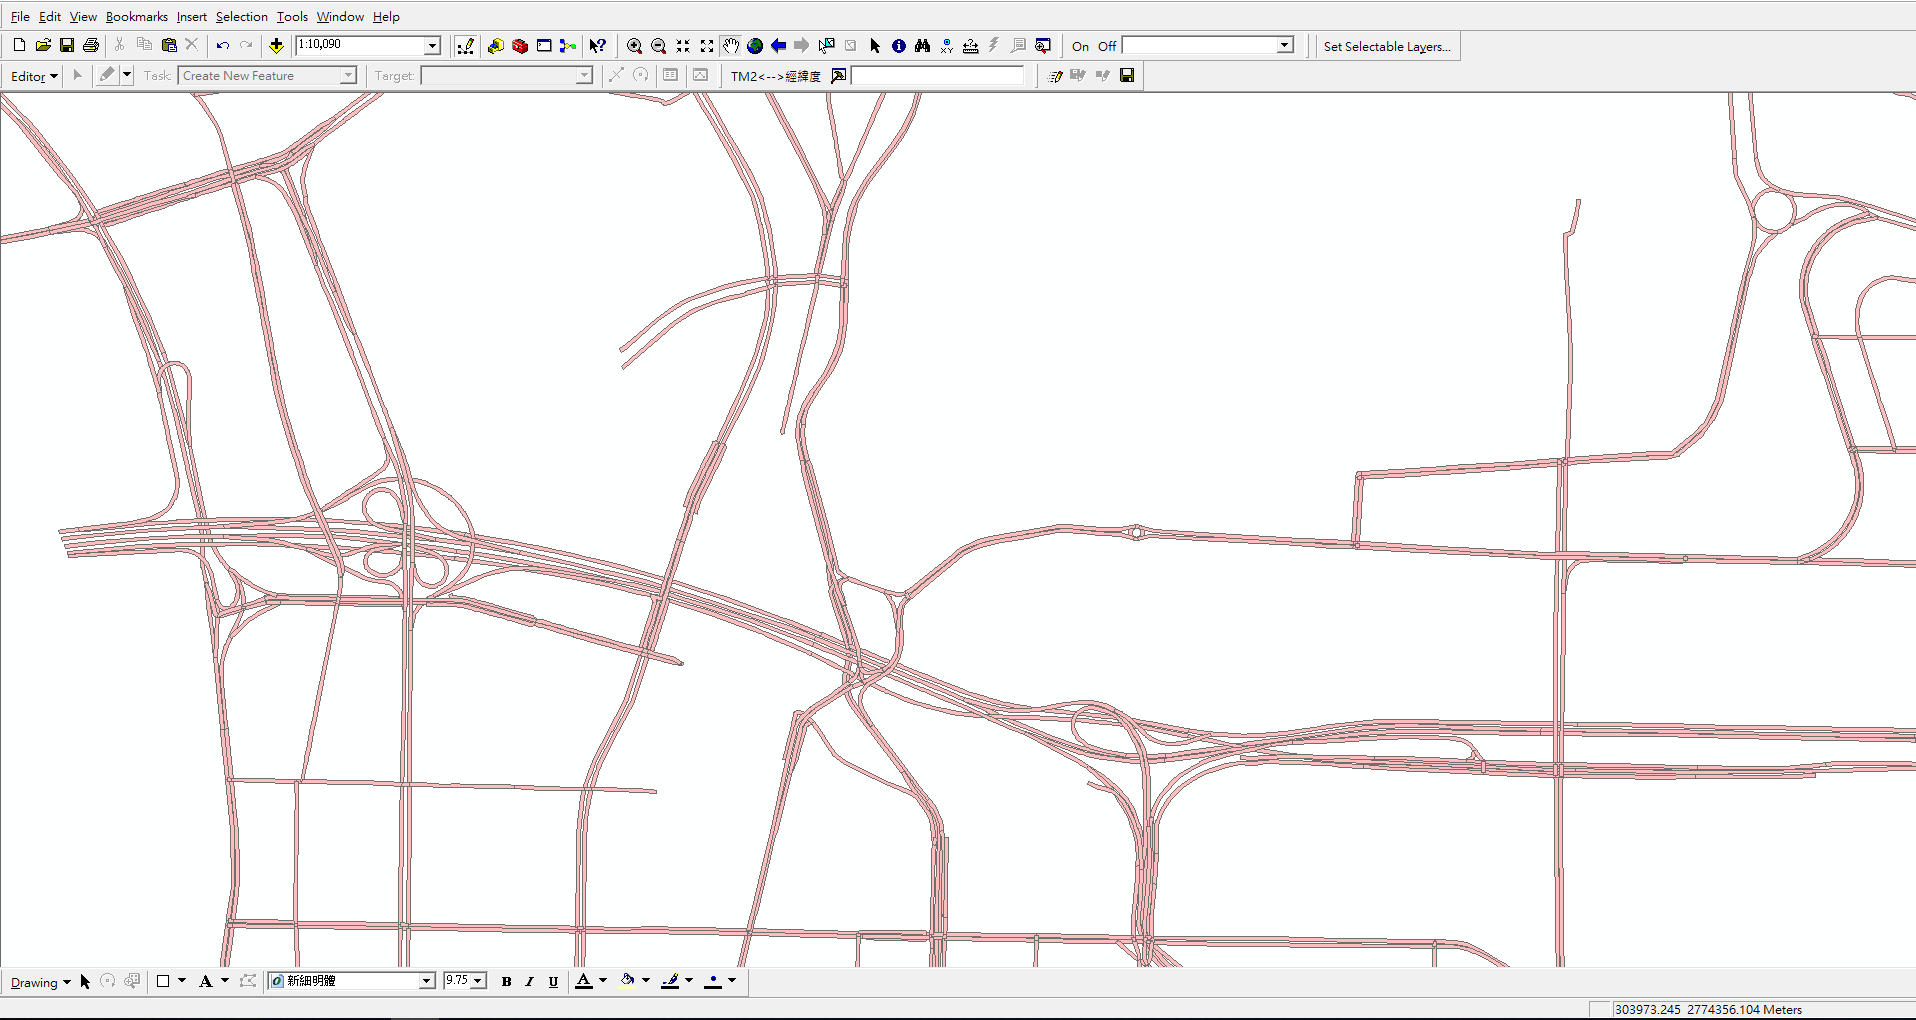 File Edit View Bookmarks Insert Selection Tools Window Help
1:10,090 On Off Set Selectable Layers...
Editor Task: Create New Feature Target: TM2<-->經緯度
Drawing A 新細明體 9.75 B I U A
303973.245 2774356.104 Meters